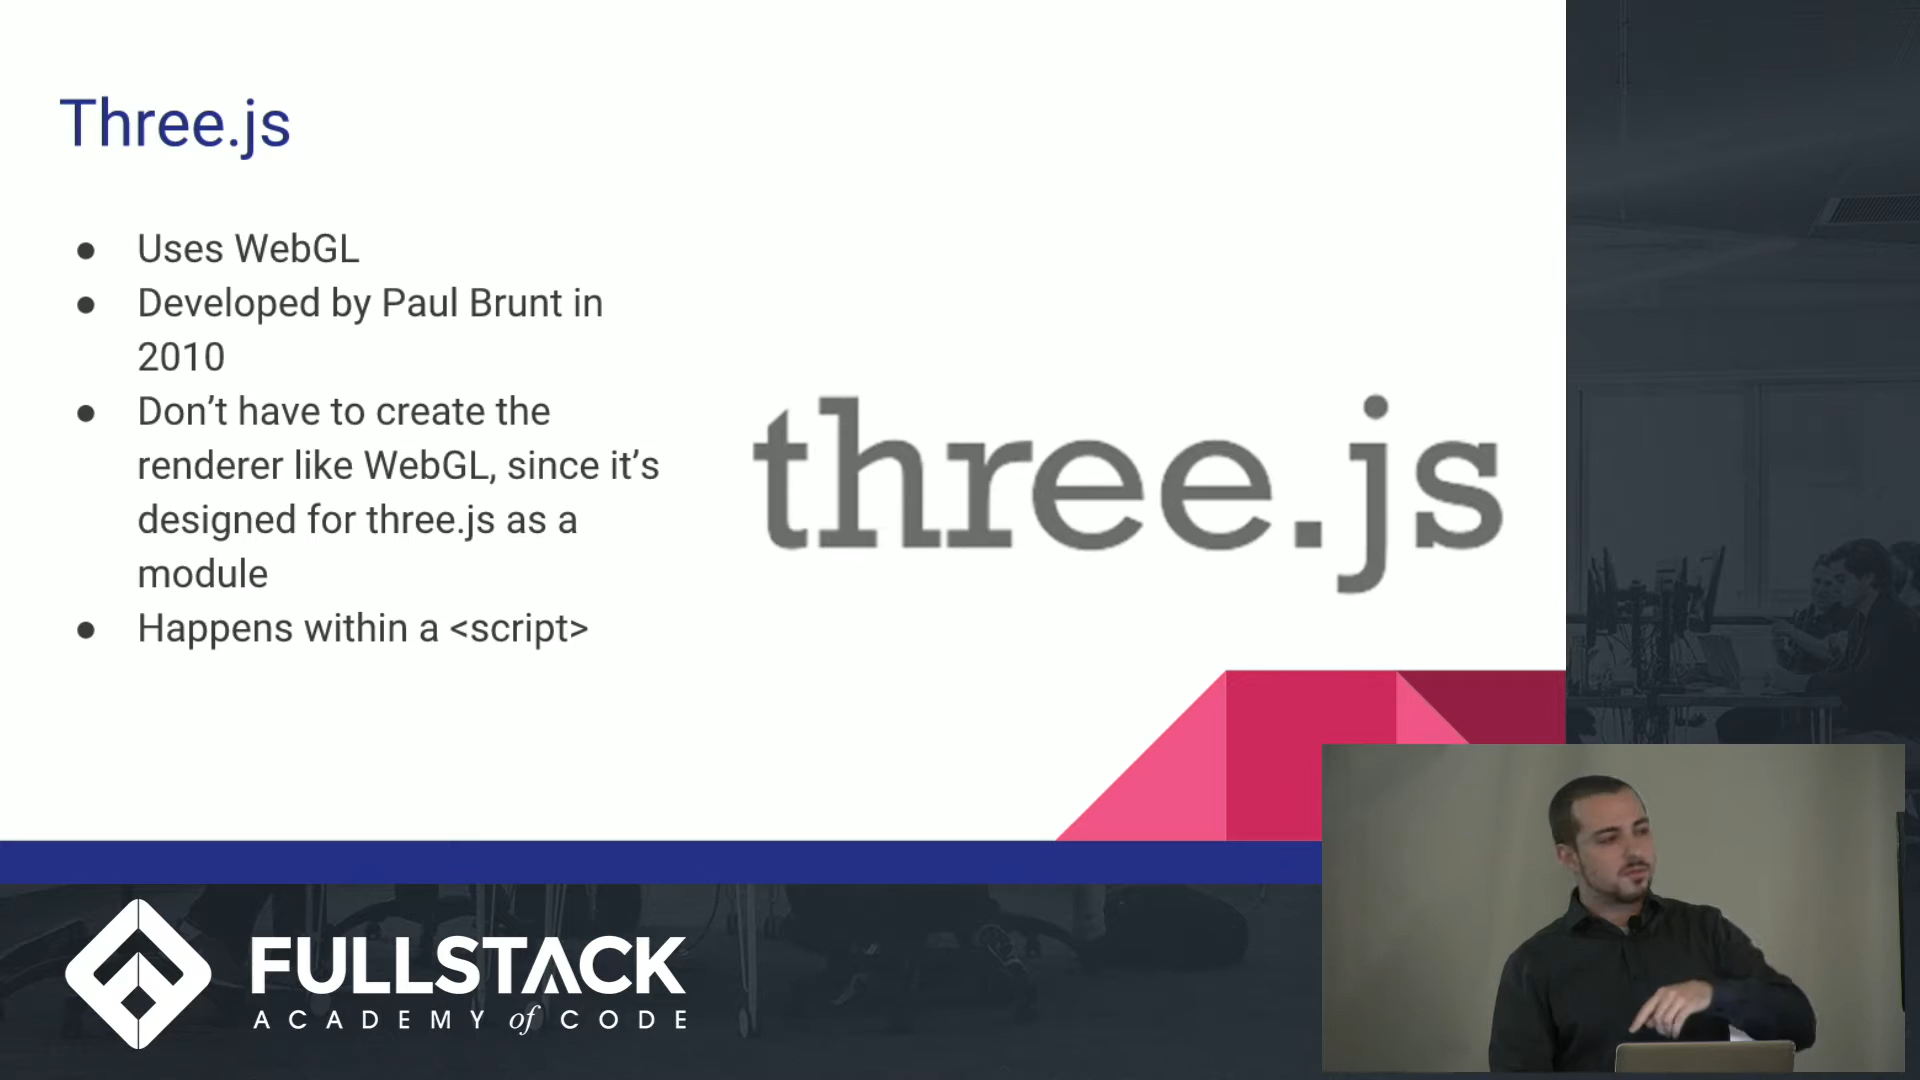 Three.js
● Uses WebGL
● Developed by Paul Brunt in
2010
● Don’t have to create the
renderer like WebGL, since it’s
designed for three.js as a
module
● Happens within a <script>
three.js
FULLSTACK
ACADEMY of CODE